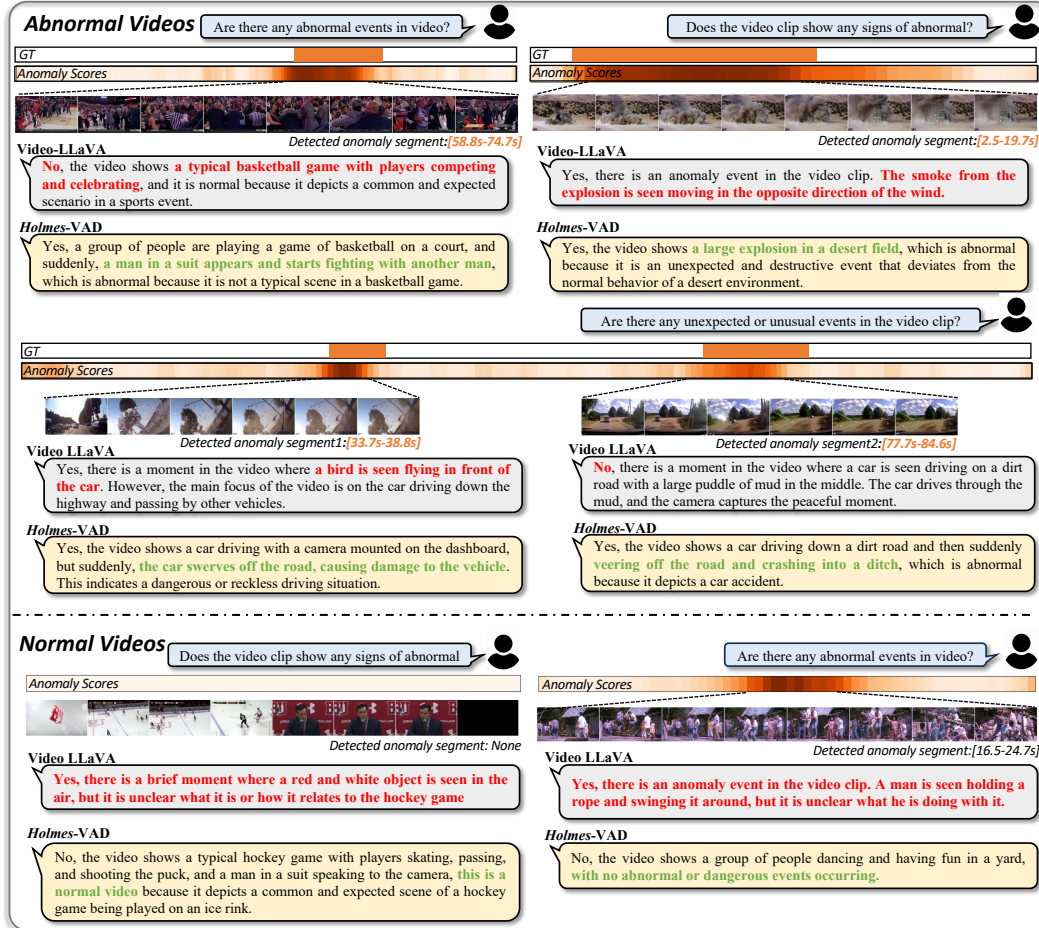 Abnormal Videos
Are there any abnormal events in video?
GT
Anomaly Scores
Detected anomaly segment:[58.8s-74.7s]
Video-LLaVA
No, the video shows a typical basketball game with players competing
and celebrating, and it is normal because it depicts a common and expected
scenario in a sports event.
Holmes-VAD
Yes, a group of people are playing a game of basketball on a court, and
suddenly, a man in a suit appears and starts fighting with another man,
which is abnormal because it is not a typical scene in a basketball game.
Does the video clip show any signs of abnormal?
GT
Anomaly Scores
Detected anomaly segment:[2.5-19.7s]
Video-LLaVA
Yes, there is an anomaly event in the video clip. The smoke from the
explosion is seen moving in the opposite direction of the wind.
Holmes-VAD
Yes, the video shows a large explosion in a desert field, which is abnormal
because it is an unexpected and destructive event that deviates from the
normal behavior of a desert environment.
Are there any unexpected or unusual events in the video clip?
GT
Anomaly Scores
Detected anomaly segment1:[33.7s-38.8s]
Video LLaVA
Yes, there is a moment in the video where a bird is seen flying in front of
the car. However, the main focus of the video is on the car driving down the
highway and passing by other vehicles.
Holmes-VAD
Yes, the video shows a car driving with a camera mounted on the dashboard,
but suddenly, the car swerves off the road, causing damage to the vehicle.
This indicates a dangerous or reckless driving situation.
Detected anomaly segment2:[77.7s-84.6s]
Video LLaVA
No, there is a moment in the video where a car is seen driving on a dirt
road with a large puddle of mud in the middle. The car drives through the
mud, and the camera captures the peaceful moment.
Holmes-VAD
Yes, the video shows a car driving down a dirt road and then suddenly
veering off the road and crashing into a ditch, which is abnormal
because it depicts a car accident.
Normal Videos
Does the video clip show any signs of abnormal
Anomaly Scores
Detected anomaly segment: None
Video LLaVA
Yes, there is a brief moment where a red and white object is seen in the
air, but it is unclear what it is or how it relates to the hockey game
Holmes-VAD
No, the video shows a typical hockey game with players skating, passing,
and shooting the puck, and a man in a suit speaking to the camera, this is a
normal video because it depicts a common and expected scene of a hockey
game being played on an ice rink.
Are there any abnormal events in video?
Anomaly Scores
Detected anomaly segment:[16.5-24.7s]
Video LLaVA
Yes, there is an anomaly event in the video clip. A man is seen holding a
rope and swinging it around, but it is unclear what he is doing with it.
Holmes-VAD
No, the video shows a group of people dancing and having fun in a yard,
with no abnormal or dangerous events occurring.